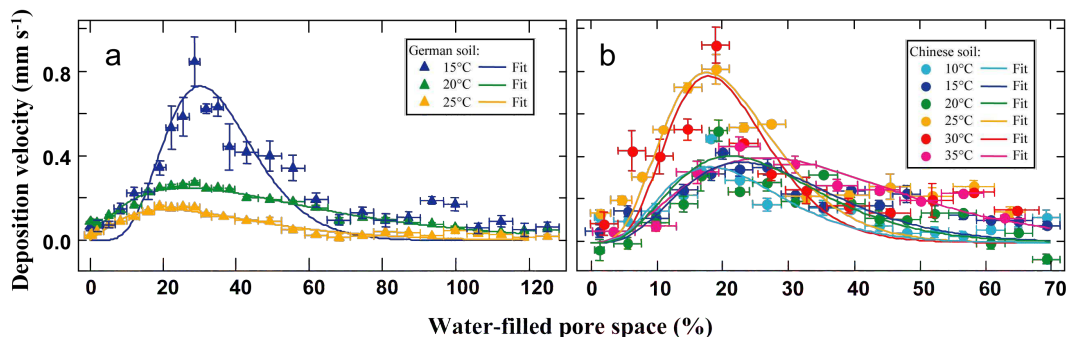 Deposition velocity (mm s-1)
0.8
0.4
0.0
a
German soil:
15°C Fit
20°C Fit
25°C Fit
0 20 40 60 80 100 120
b
Chinese soil:
10°C Fit
15°C Fit
20°C Fit
25°C Fit
30°C Fit
35°C Fit
0 10 20 30 40 50 60 70
Water-filled pore space (%)